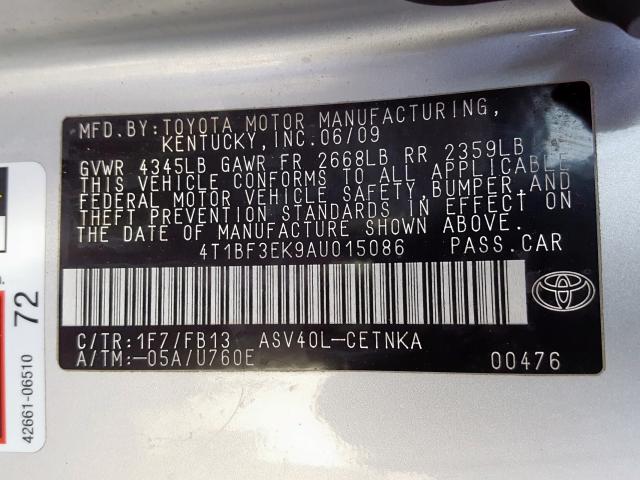 MFD.BY:TOYOTA MOTOR MANUFACTURING,
KENTUCKY, INC.06/09
GVWR 4345LB GAWR FR 2668LB RR 2359LB
THIS VEHICLE CONFORMS TO ALL APPLICABLE
FEDERAL MOTOR VEHICLE SAFETY, BUMPER,AND
THEFT PREVENTION STANDARDS IN EFFECT ON
THE DATE OF MANUFACTURE SHOWN ABOVE.
4T1BF3EK9AU015086 PASS.CAR
C/TR:1F7/FB13 ASV40L-CETNKA
A/TM:-05A/U760E 00476
72
42661-06510